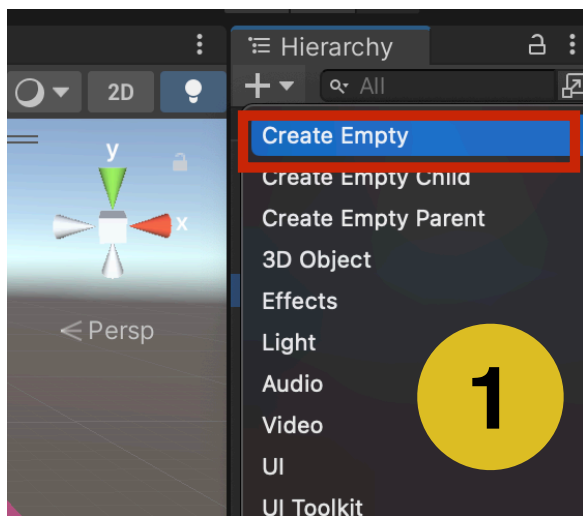 Hierarchy
2D
All
Create Empty
Create Empty Child
Create Empty Parent
3D Object
Effects
Light
Audio
Video
UI
UI Toolkit
y
x
Persp
1